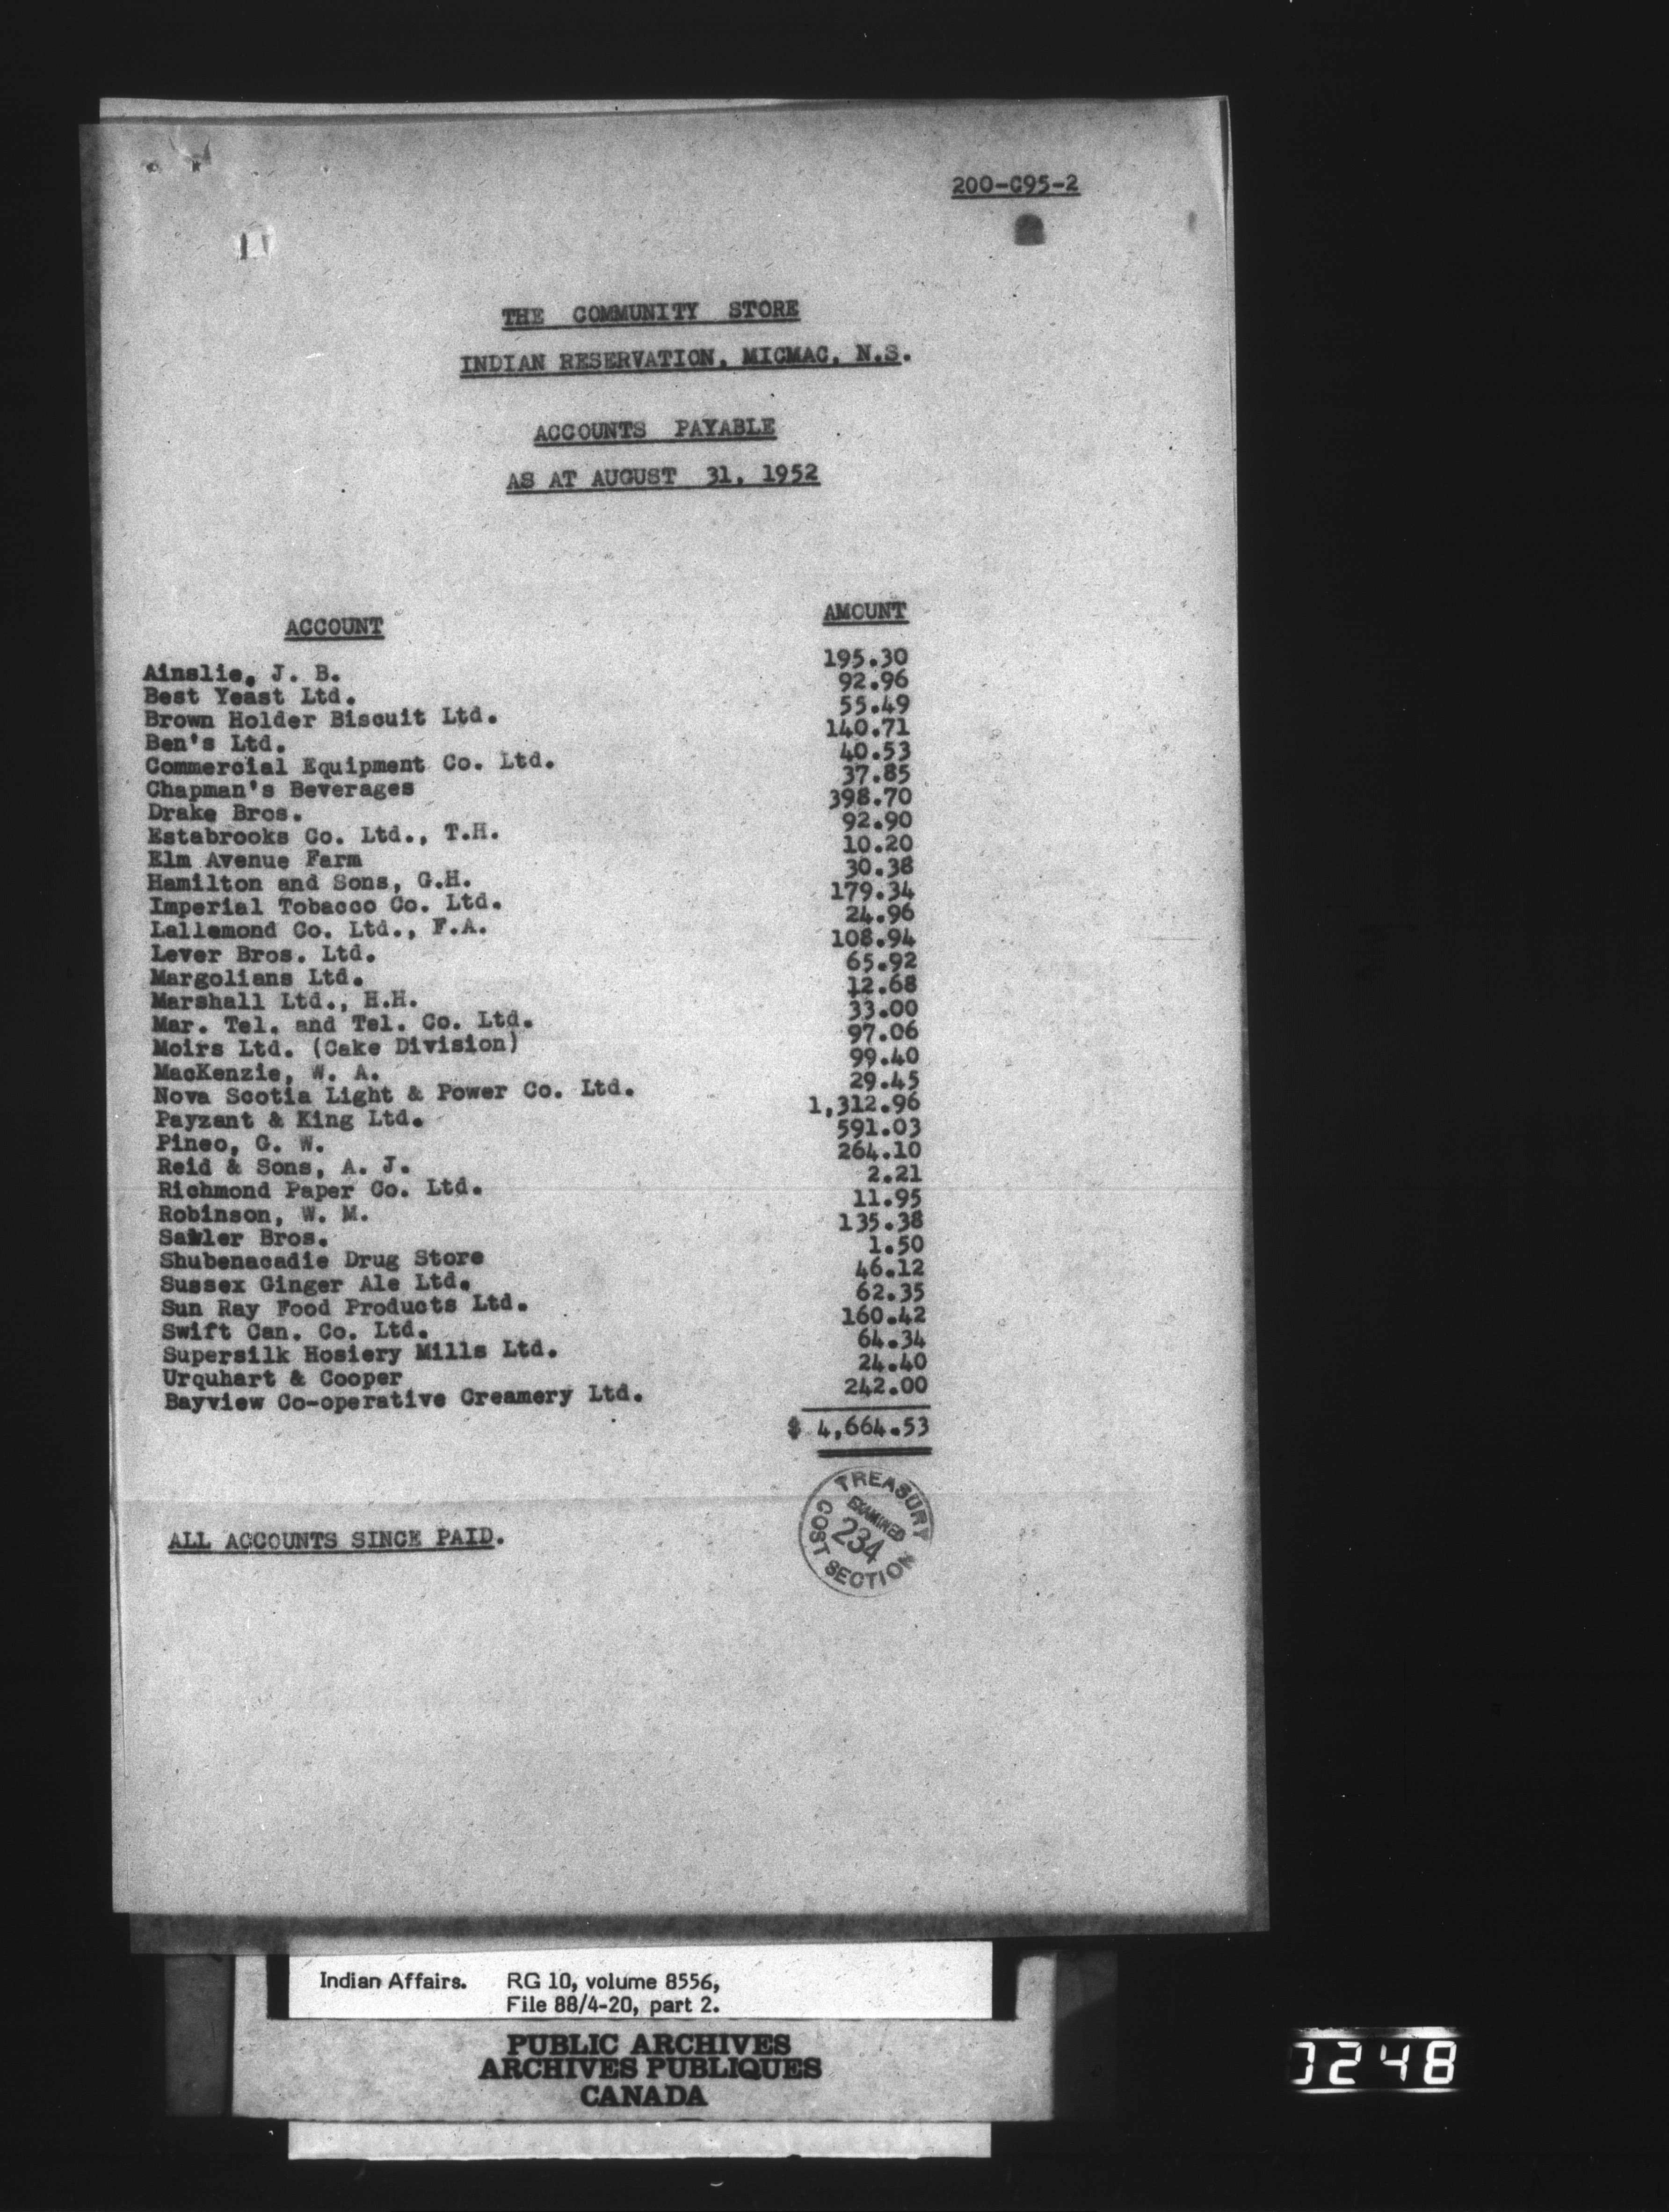 200-C95-2
THE COMMUNITY STORE
INDIAN RESERVATION, MICMAC, N.S.
ACCOUNTS PAYABLE
AS AT AUGUST 31, 1952
ACCOUNT AMOUNT
Ainslie, J. B. 195.30
Best Yeast Ltd. 92.96
Brown Holder Biscuit Ltd. 55.49
Ben's Ltd. 140.71
Commercial Equipment Co. Ltd. 40.53
Chapman's Beverages 37.85
Drake Bros. 398.70
Estabrooks Co. Ltd., T.H. 92.90
Elm Avenue Farm 10.20
Hamilton and Sons, G.H. 30.38
Imperial Tobacco Co. Ltd. 179.34
Lallemond Co. Ltd., F.A. 24.96
Lever Bros. Ltd. 108.94
Margolians Ltd. 65.92
Marshall Ltd., H.H. 12.68
Mar. Tel. and Tel. Co. Ltd. 33.00
Moirs Ltd. (Cake Division) 97.06
MacKenzie, W. A. 99.40
Nova Scotia Light & Power Co. Ltd. 29.45
Payzant & King Ltd. 1,312.96
Pineo, G. W. 591.03
Reid & Sons, A. J. 264.10
Richmond Paper Co. Ltd. 2.21
Robinson, W. M. 11.95
Sawler Bros. 135.38
Shubenacadie Drug Store 1.50
Sussex Ginger Ale Ltd. 46.12
Sun Ray Food Products Ltd. 62.35
Swift Can. Co. Ltd. 160.42
Supersilk Hosiery Mills Ltd. 64.34
Urquhart & Cooper 24.40
Bayview Co-operative Creamery Ltd. 242.00
$ 4,664.53
TREASURY
EXAMINED
234
COST SECTION
ALL ACCOUNTS SINCE PAID.
Indian Affairs. RG 10, volume 8556,
File 88/4-20, part 2.
PUBLIC ARCHIVES
ARCHIVES PUBLIQUES
CANADA
0248